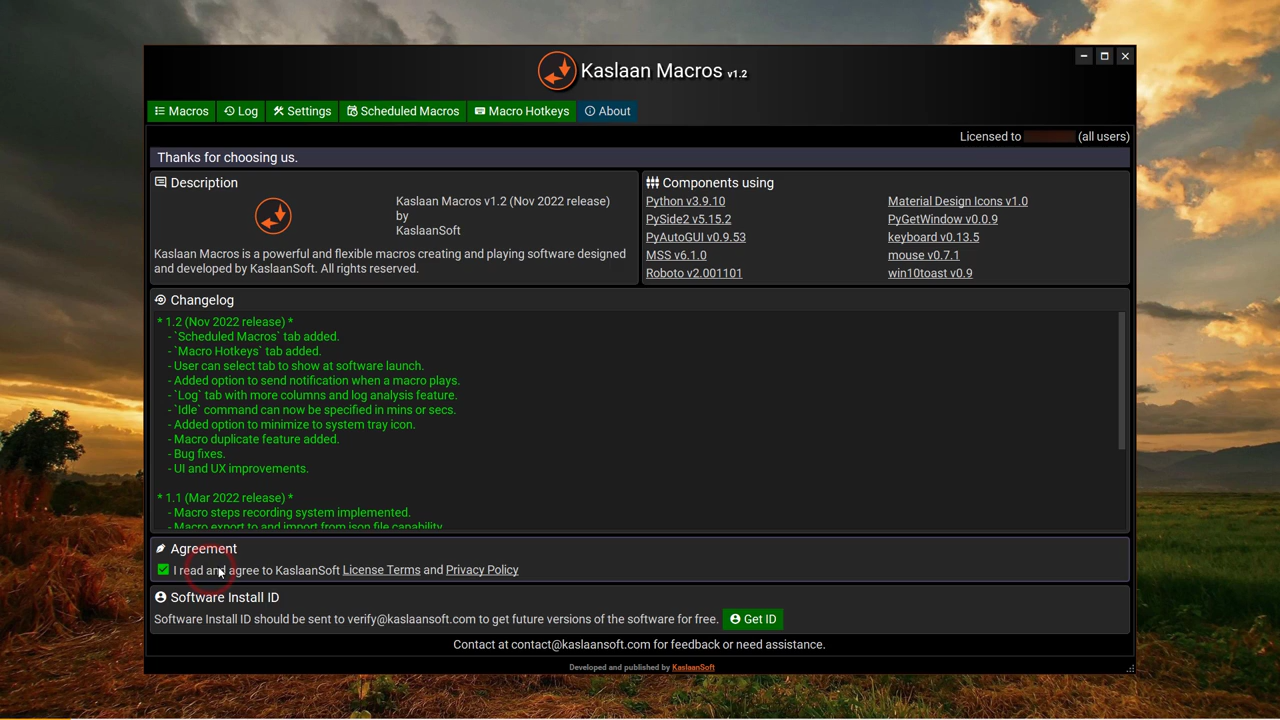 Kaslaan Macros v1.2
Macros Log Settings Scheduled Macros Macro Hotkeys About
Licensed to (all users)
Thanks for choosing us.
Description
Kaslaan Macros v1.2 (Nov 2022 release)
by
KaslaanSoft
Kaslaan Macros is a powerful and flexible macros creating and playing software designed
and developed by KaslaanSoft. All rights reserved.
Components using
Python v3.9.10
PySide2 v5.15.2
PyAutoGUI v0.9.53
MSS v6.1.0
Roboto v2.001101
Material Design Icons v1.0
PyGetWindow v0.0.9
keyboard v0.13.5
mouse v0.7.1
win10toast v0.9
Changelog
* 1.2 (Nov 2022 release) *
- `Scheduled Macros` tab added.
- `Macro Hotkeys` tab added.
- User can select tab to show at software launch.
- Added option to send notification when a macro plays.
- `Log` tab with more columns and log analysis feature.
- `Idle` command can now be specified in mins or secs.
- Added option to minimize to system tray icon.
- Macro duplicate feature added.
- Bug fixes.
- UI and UX improvements.
* 1.1 (Mar 2022 release) *
- Macro steps recording system implemented.
- Macro export to and import from json file capability
Agreement
I read and agree to KaslaanSoft License Terms and Privacy Policy
Software Install ID
Software Install ID should be sent to verify@kaslaansoft.com to get future versions of the software for free. Get ID
Contact at contact@kaslaansoft.com for feedback or need assistance.
Developed and published by KaslaanSoft